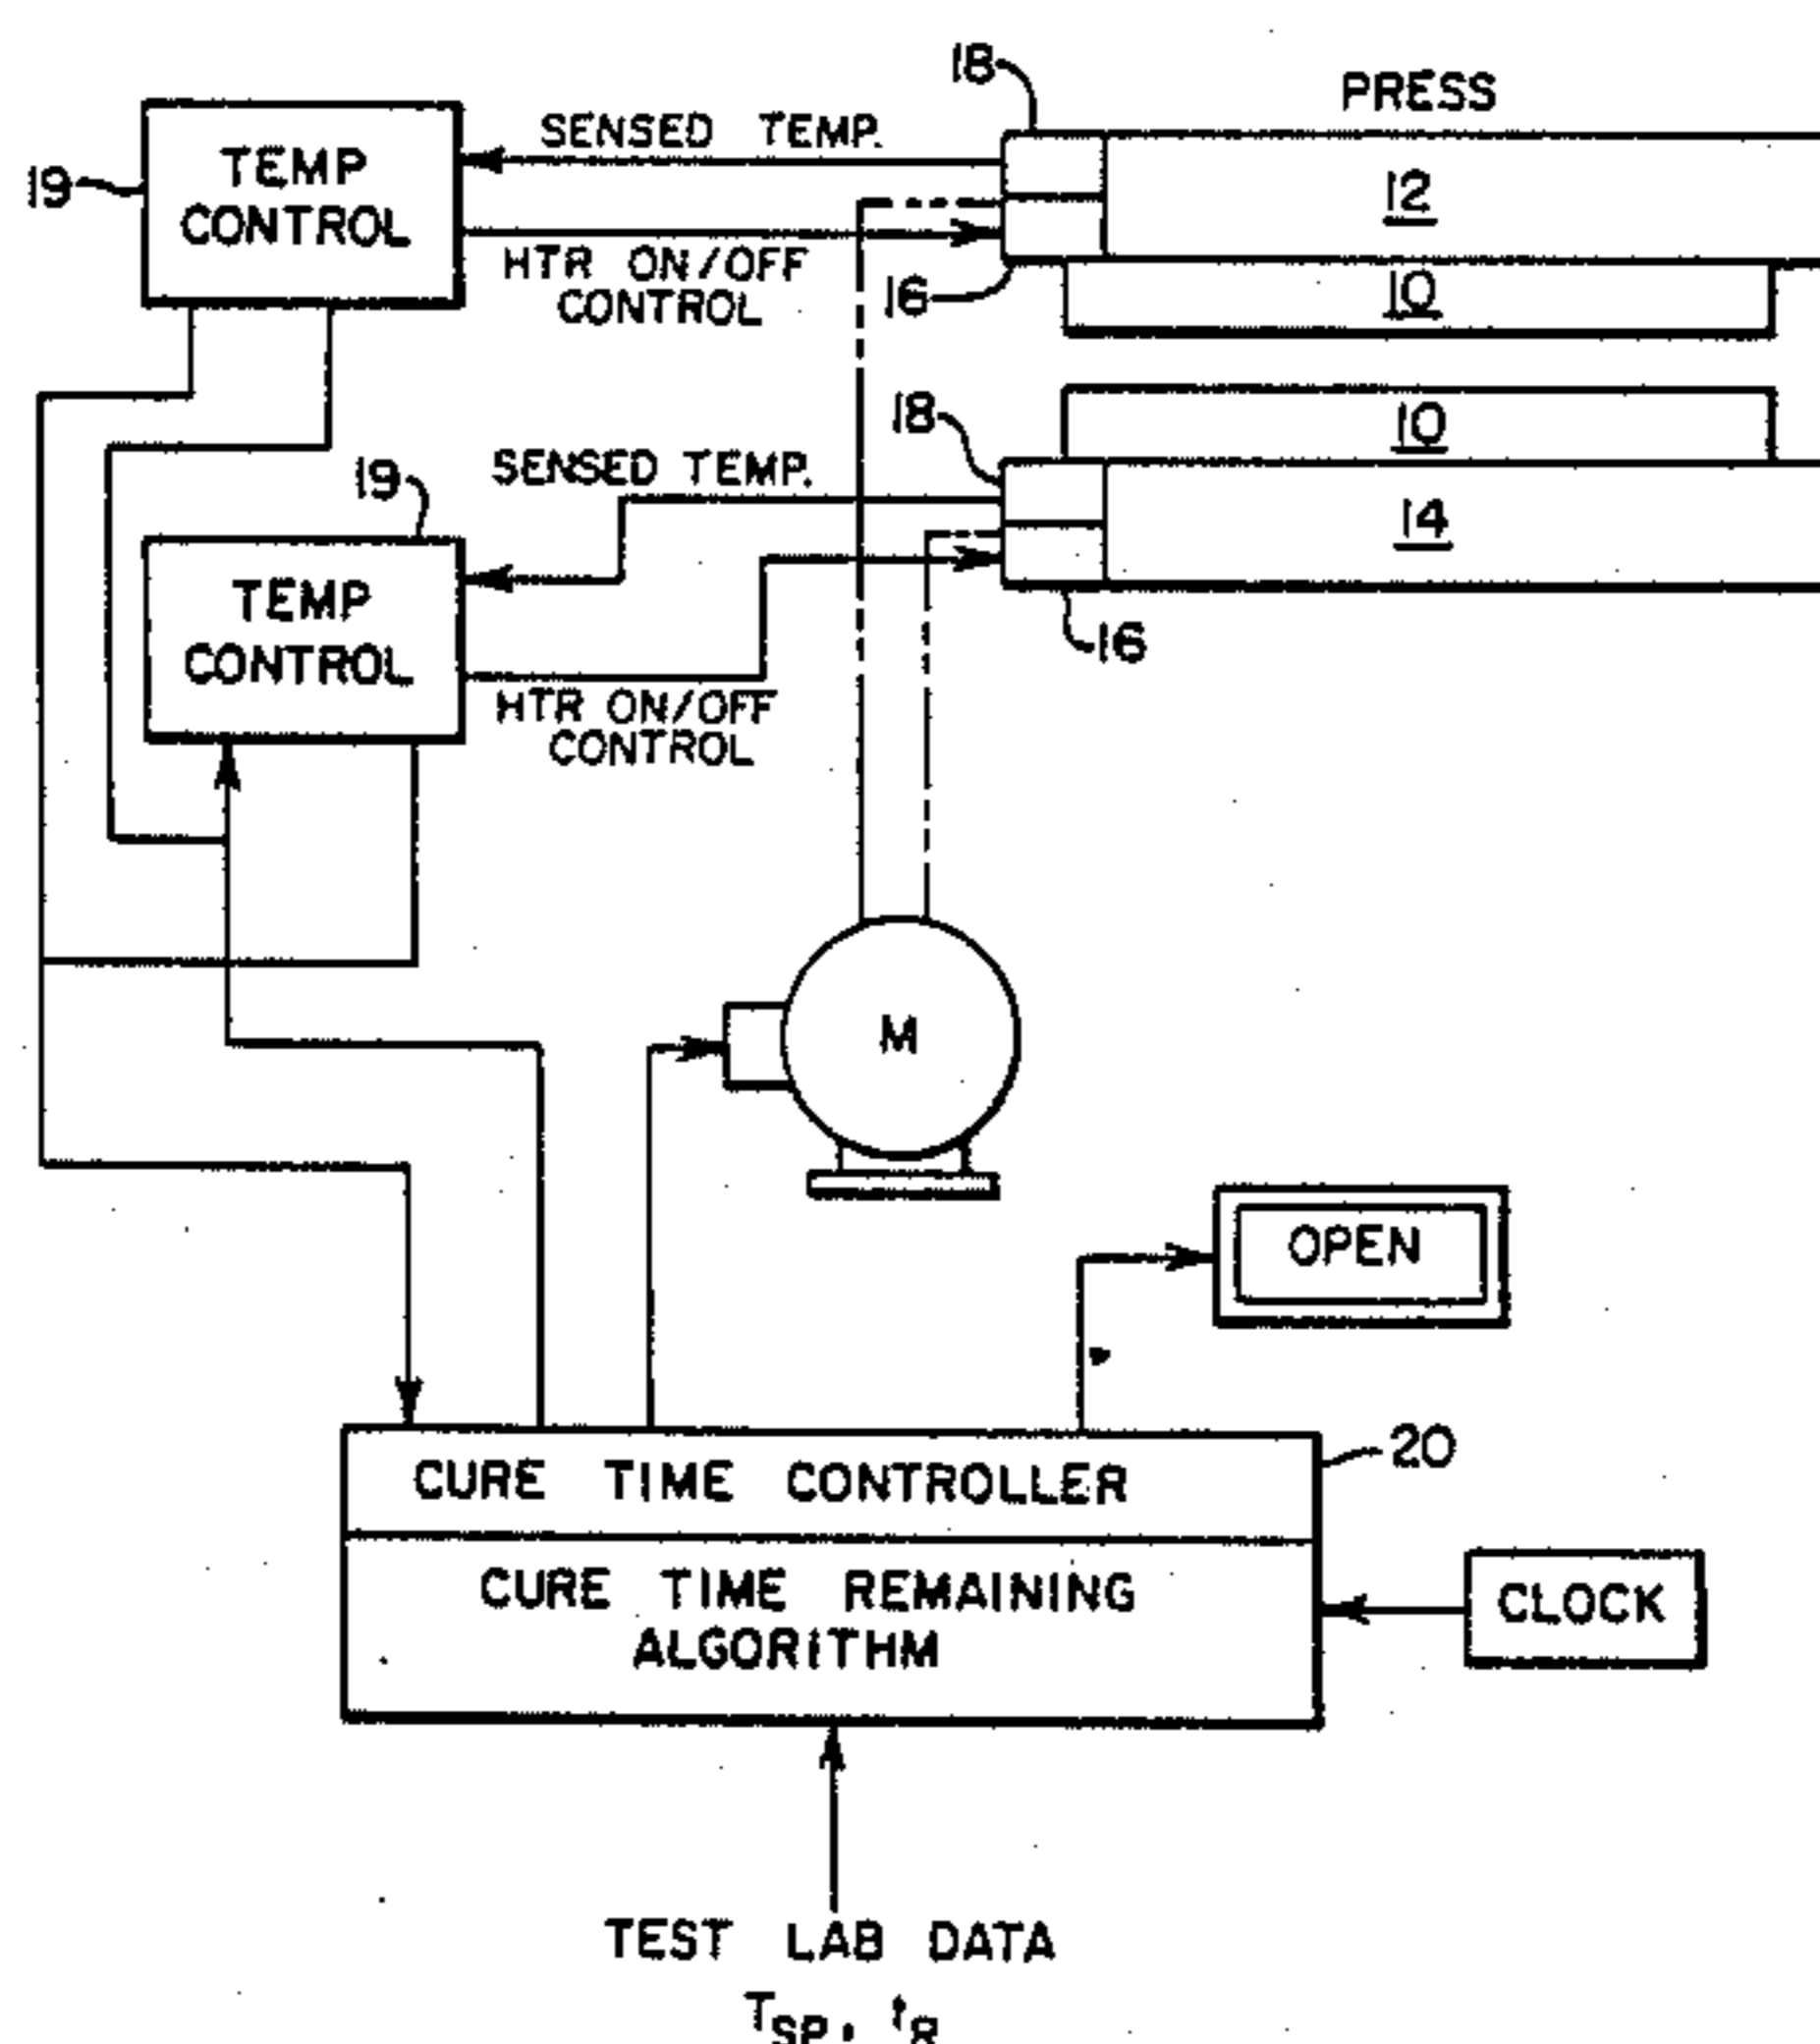 18
PRESS
SENSED TEMP.
19
TEMP
CONTROL
12
HTR ON/OFF
CONTROL
16
10
18
10
SENSED TEMP.
19
14
TEMP
CONTROL
16
HTR ON/OFF
CONTROL
M
OPEN
20
CURE TIME CONTROLLER
CURE TIME REMAINING
ALGORITHM
CLOCK
TEST LAB DATA
TSP, tR